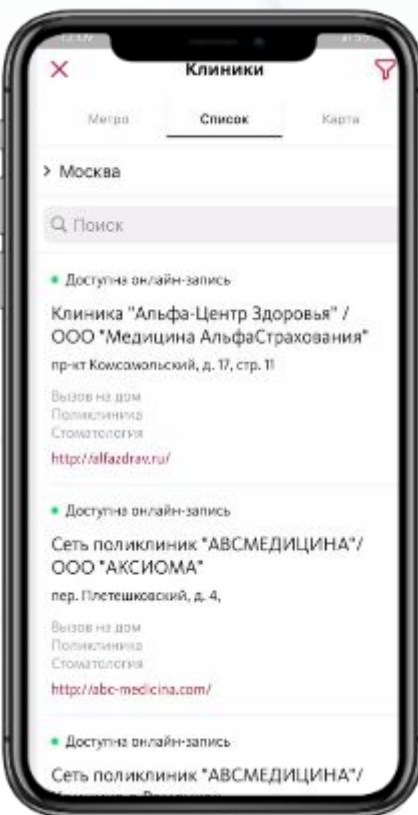 Клиники
Метро Список Карта
> Москва
Поиск
Доступна онлайн-запись
Клиника "Альфа-Центр Здоровья" /
ООО "Медицина АльфаСтрахования"
пр-кт Комсомольский, д. 17, стр. 11
Вызов на дом
Поликлиника
Стоматология
http://alfazdrav.ru/
Доступна онлайн-запись
Сеть поликлиник "АВСМЕДИЦИНА"/
ООО "АКСИОМА"
пер. Плетешковский, д. 4,
Вызов на дом
Поликлиника
Стоматология
http://abc-medicina.com/
Доступна онлайн-запись
Сеть поликлиник "АВСМЕДИЦИНА"/